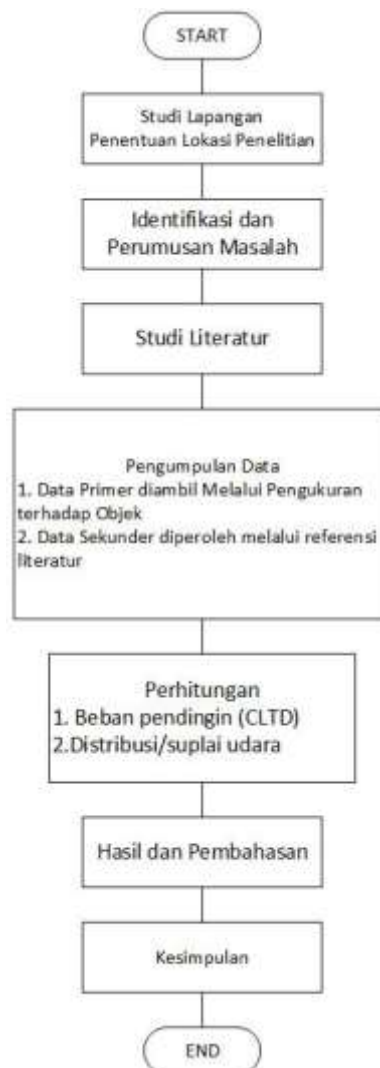 START
Studi Lapangan
Penentuan Lokasi Penelitian
Identifikasi dan
Perumusan Masalah
Studi Literatur
Pengumpulan Data
1. Data Primer diambil Melalui Pengukuran
terhadap Objek
2. Data Sekunder diperoleh melalui referensi
literatur
Perhitungan
1. Beban pendingin (CLTD)
2.Distribusi/suplai udara
Hasil dan Pembahasan
Kesimpulan
END